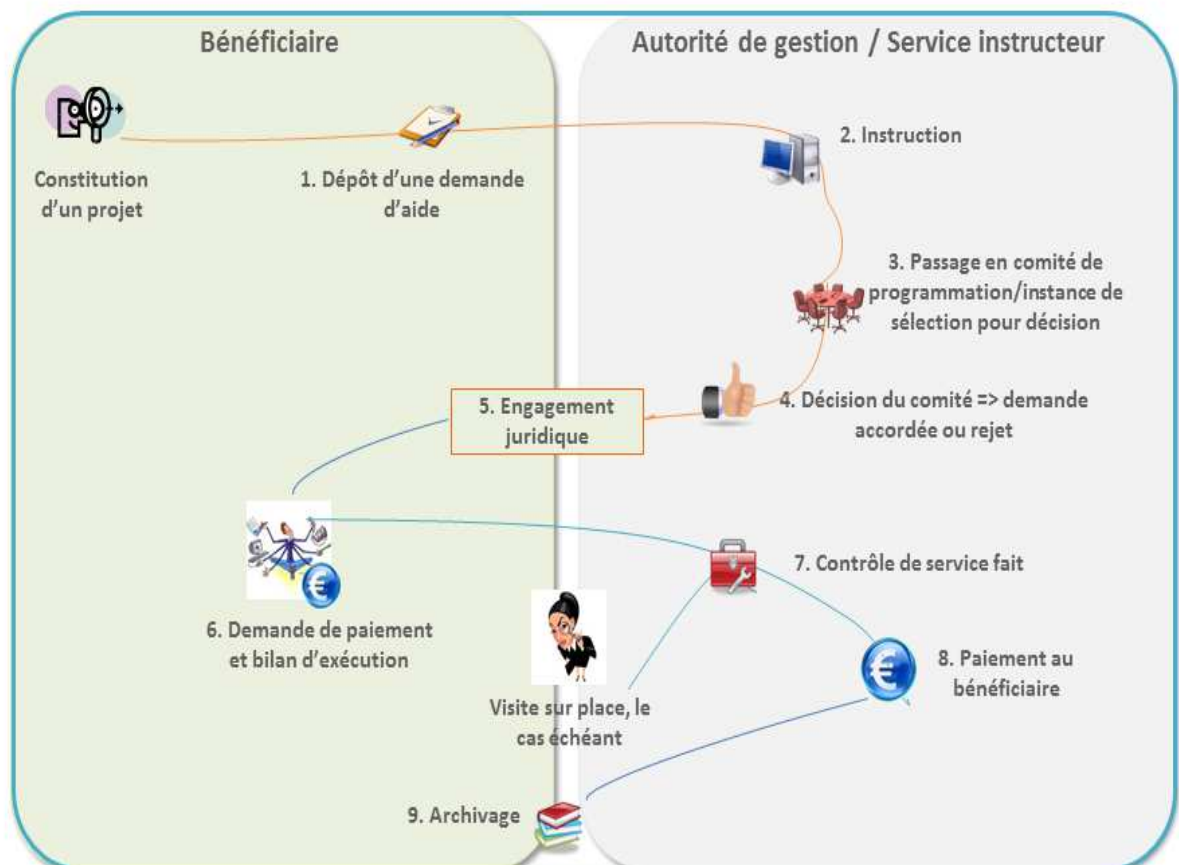 Bénéficiaire
Autorité de gestion / Service instructeur
Constitution
d'un projet
1. Dépôt d'une demande
d'aide
2. Instruction
3. Passage en comité de
programmation/instance de
sélection pour décision
4. Décision du comité => demande
accordée ou rejet
5. Engagement
juridique
6. Demande de paiement
et bilan d'exécution
7. Contrôle de service fait
Visite sur place, le
cas échéant
8. Paiement au
bénéficiaire
9. Archivage